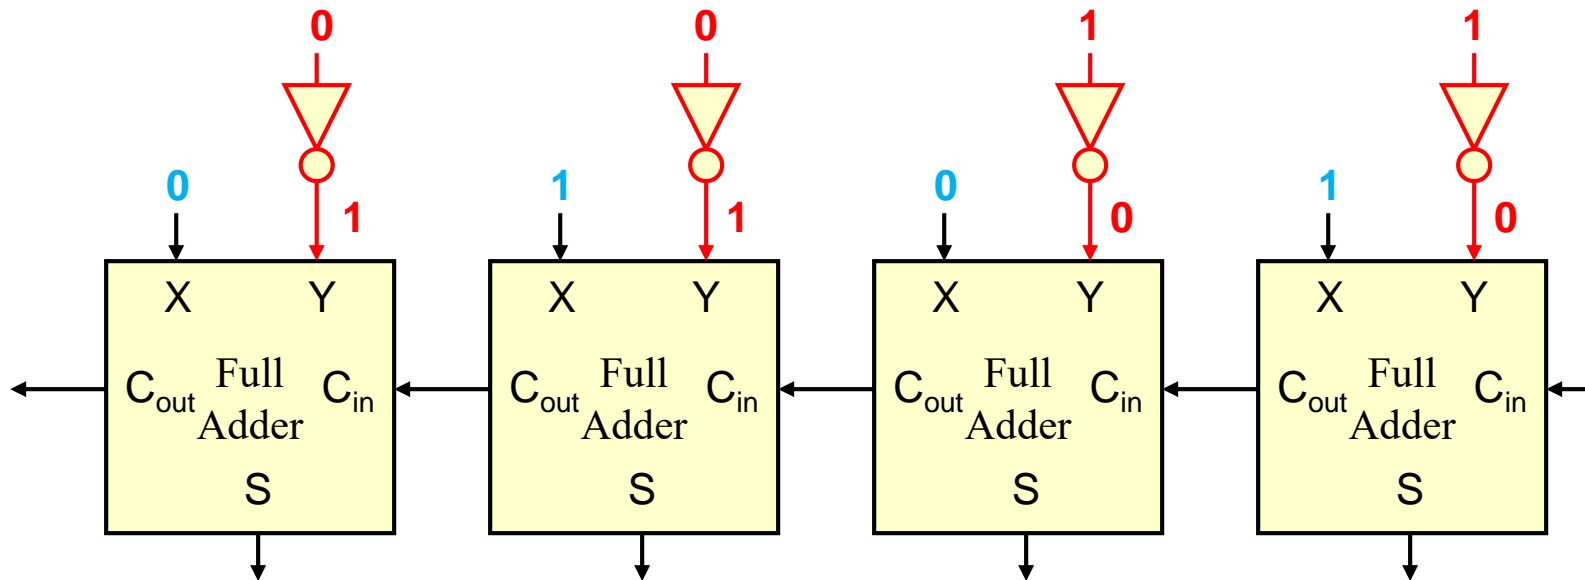 0 0 1 1
0 1 0 1
1 1 0 0
X Y X Y X Y X Y
Cout Full Cin Cout Full Cin Cout Full Cin Cout Full Cin
Adder Adder Adder Adder
S S S S